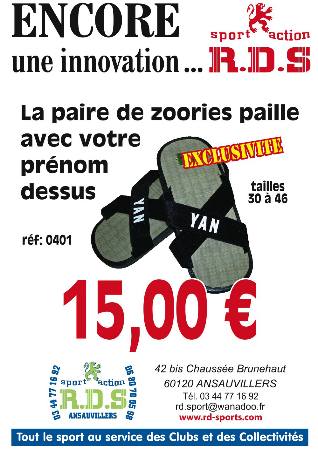 ENCORE
sport action
une innovation ... R.D.S
La paire de zoories paille
avec votre
prénom
dessus
EXCLUSIVITE
tailles
30 à 46
YAN
YAN
réf: 0401
15,00 €
03 44 77 16 92
sport action
R.D.S
ANSAUVILLERS
42 bis Chaussée Brunehaut
60120 ANSAUVILLERS
Tél. 03 44 77 16 92
rd.sport@wanadoo.fr
www.rd-sports.com
Tout le sport au service des Clubs et des Collectivités